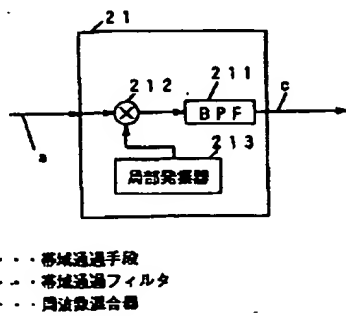 21
212
211
c
BPF
a
213
局部発振器
・・・帯域通過手段
・・・帯域通過フィルタ
・・・周波数混合器